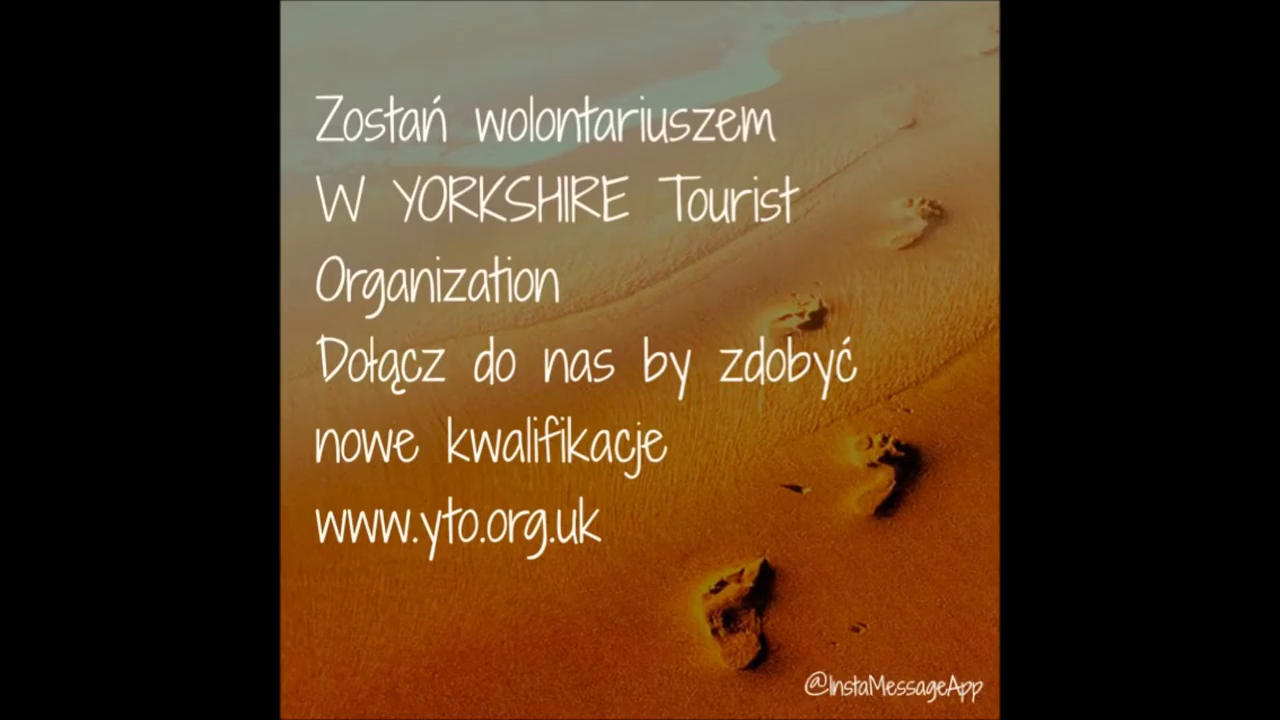 Zostań wolontariuszem
W YORKSHIRE Tourist
Organization
Dołącz do nas by zdobyć
nowe kwalifikacje
www.yto.org.uk
@InstaMessageApp